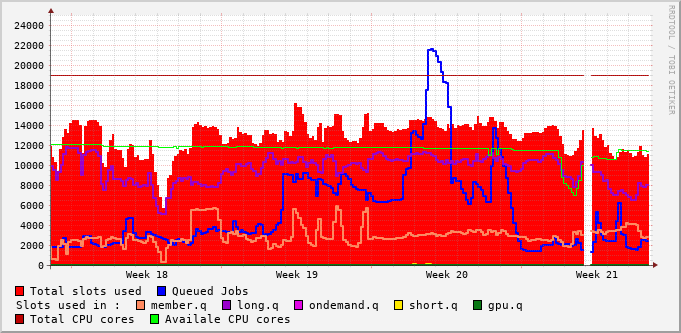 24000
22000
20000
18000
16000
14000
12000
10000
8000
6000
4000
2000
0
Week 18 Week 19 Week 20 Week 21
Total slots used Queued Jobs
Slots used in : member.q long.q ondemand.q short.q gpu.q
Total CPU cores Availale CPU cores
RRDTOOL / TOBI OETIKER